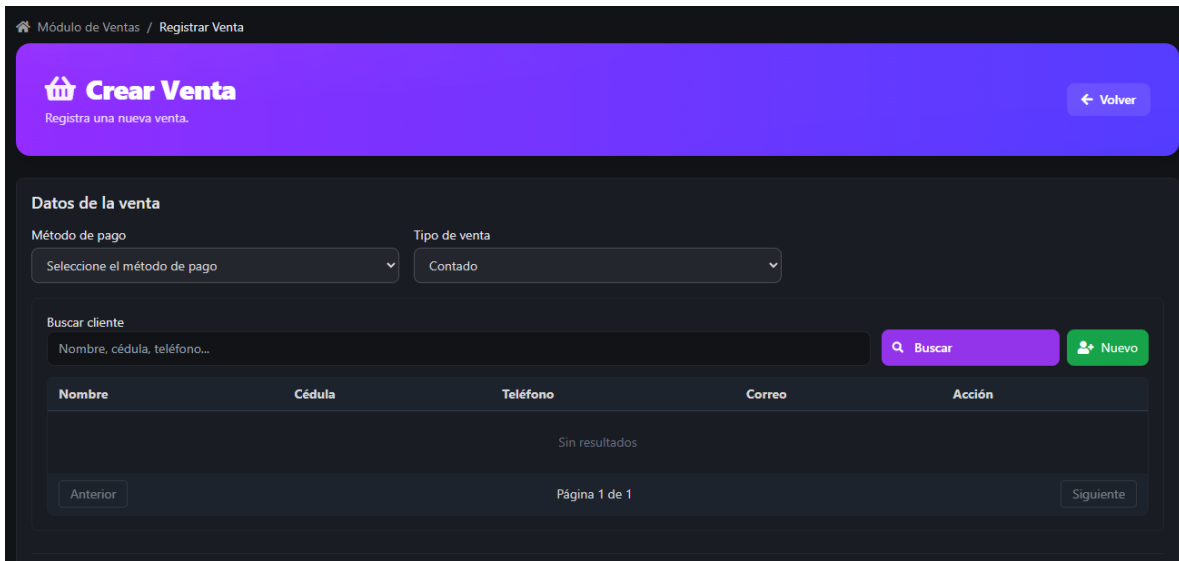 Módulo de Ventas / Registrar Venta
Crear Venta
Registra una nueva venta.
Volver
Datos de la venta
Método de pago
Tipo de venta
Seleccione el método de pago
Contado
Buscar cliente
Nombre, cédula, teléfono...
Buscar
Nuevo
Nombre Cédula Teléfono Correo Acción
Sin resultados
Anterior
Página 1 de 1
Siguiente